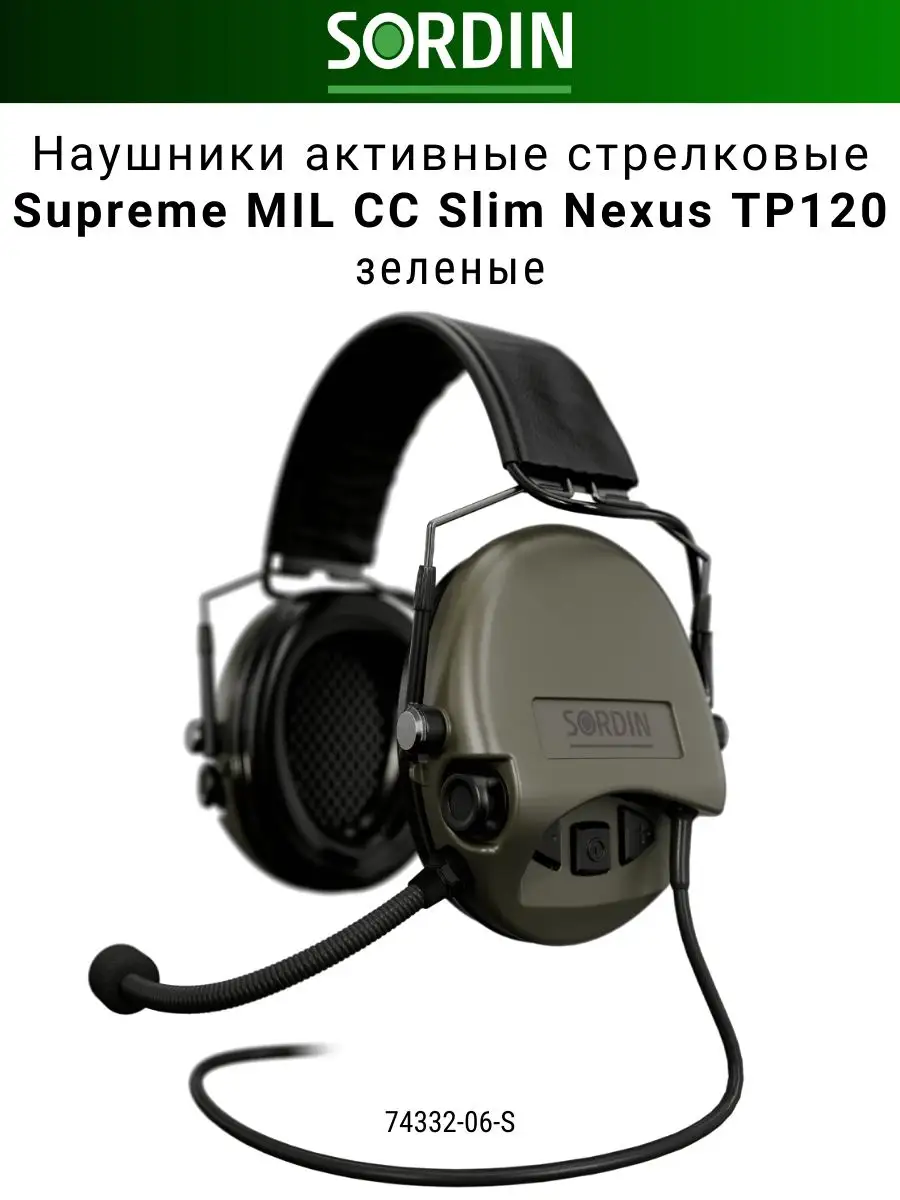 SORDIN
Наушники активные стрелковые
Supreme MIL CC Slim Nexus TP120
зеленые
SORDIN
74332-06-S